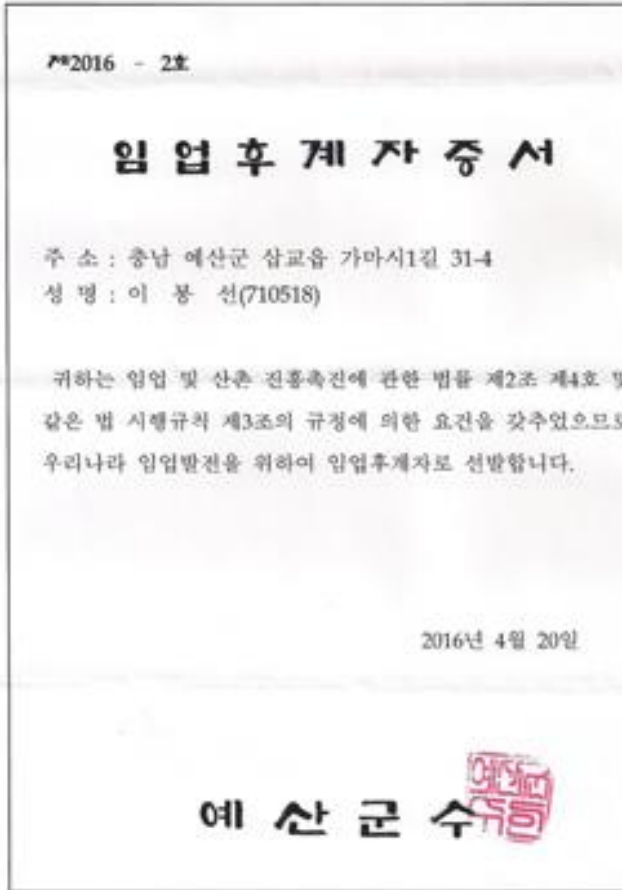 제2016 - 2호
임업후계자증서
주 소 : 충남 예산군 삽교읍 가마시1길 31-4
성 명 : 이 봉 선(710518)
귀하는 임업 및 산촌 진흥촉진에 관한 법률 제2조 제4호 및
같은 법 시행규칙 제3조의 규정에 의한 요건을 갖추었으므로
우리나라 임업발전을 위하여 임업후계자로 선발합니다.
2016년 4월 20일
예산군수